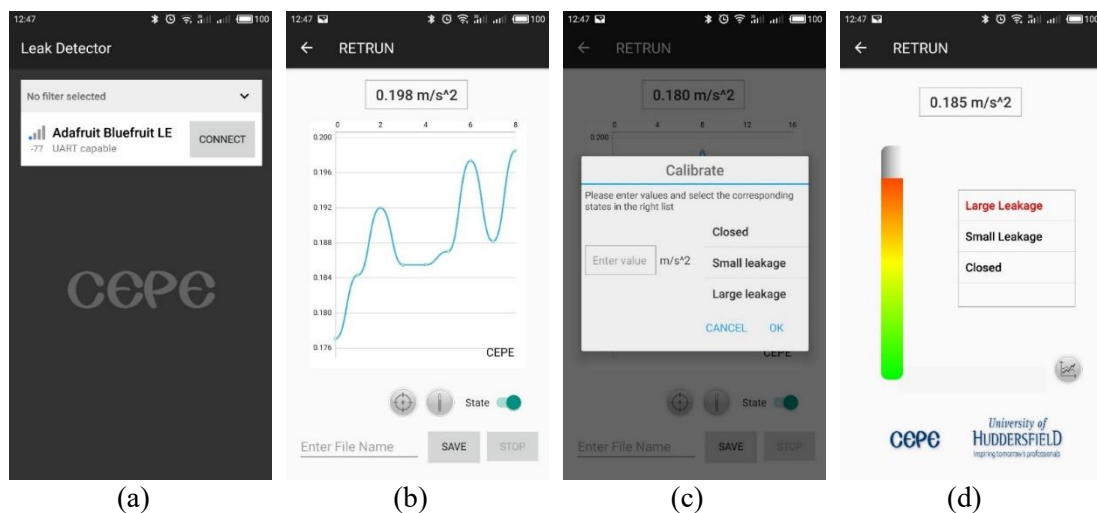 12:47
100
Leak Detector
No filter selected
Adafruit Bluefruit LE
-77 UART capable
CONNECT
CEPE
(a)
12:47
100
RETRUN
0.198 m/s^2
0 2 4 6 8
0.200
0.196
0.192
0.188
0.184
0.180
0.176
CEPE
State
Enter File Name
SAVE
STOP
(b)
12:47
100
RETRUN
0.180 m/s^2
0 4 8 12 16
0.200
Calibrate
Please enter values and select the corresponding
states in the right list
Enter value m/s^2
Closed
Small leakage
Large leakage
CANCEL OK
CEPE
State
Enter File Name
SAVE
STOP
(c)
12:47
100
RETRUN
0.185 m/s^2
Large Leakage
Small Leakage
Closed
CEPE
University of
HUDDERSFIELD
Inspiring tomorrow's professionals
(d)